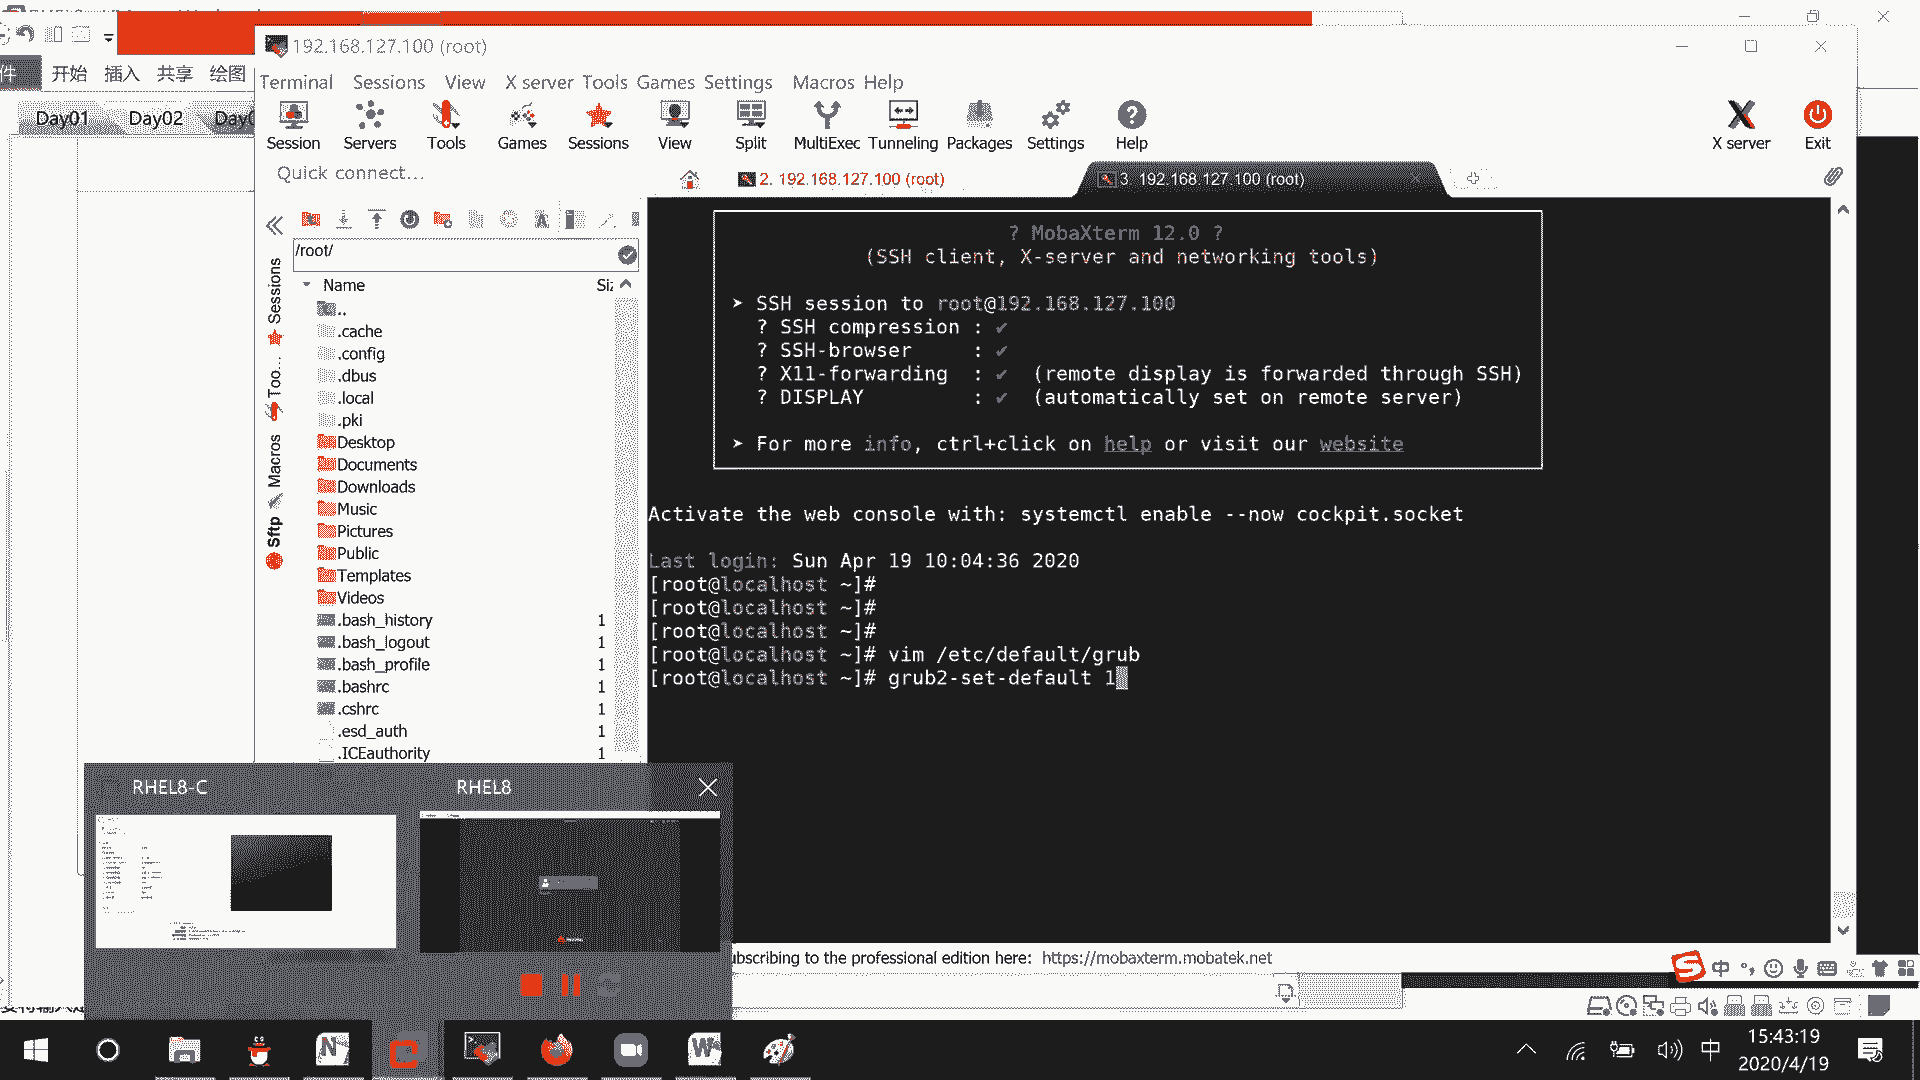 192.168.127.100 (root)
件 开始 插入 共享 绘图
Terminal Sessions View X server Tools Games Settings Macros Help
Day01 Day02
Session Servers Tools Games Sessions View Split MultiExec Tunneling Packages Settings Help X server Exit
Quick connect...
2. 192.168.127.100 (root)
3. 192.168.127.100 (root)
/root/
Name
..
.cache
.config
.dbus
.local
.pki
Desktop
Documents
Downloads
Music
Pictures
Public
Templates
Videos
.bash_history 1
.bash_logout 1
.bash_profile 1
.bashrc 1
.cshrc 1
.esd_auth 1
.ICEauthority 1
Sessions
Too...
Macros
Sftp
? MobaXterm 12.0 ?
(SSH client, X-server and networking tools)
➤ SSH session to root@192.168.127.100
? SSH compression : ✔
? SSH-browser : ✔
? X11-forwarding : ✔ (remote display is forwarded through SSH)
? DISPLAY : ✔ (automatically set on remote server)
➤ For more info, ctrl+click on help or visit our website
Activate the web console with: systemctl enable --now cockpit.socket
Last login: Sun Apr 19 10:04:36 2020
[root@localhost ~]#
[root@localhost ~]#
[root@localhost ~]#
[root@localhost ~]# vim /etc/default/grub
[root@localhost ~]# grub2-set-default 1
RHEL8-C RHEL8
ubscribing to the professional edition here: https://mobaxterm.mobatek.net
中
中
15:43:19
2020/4/19